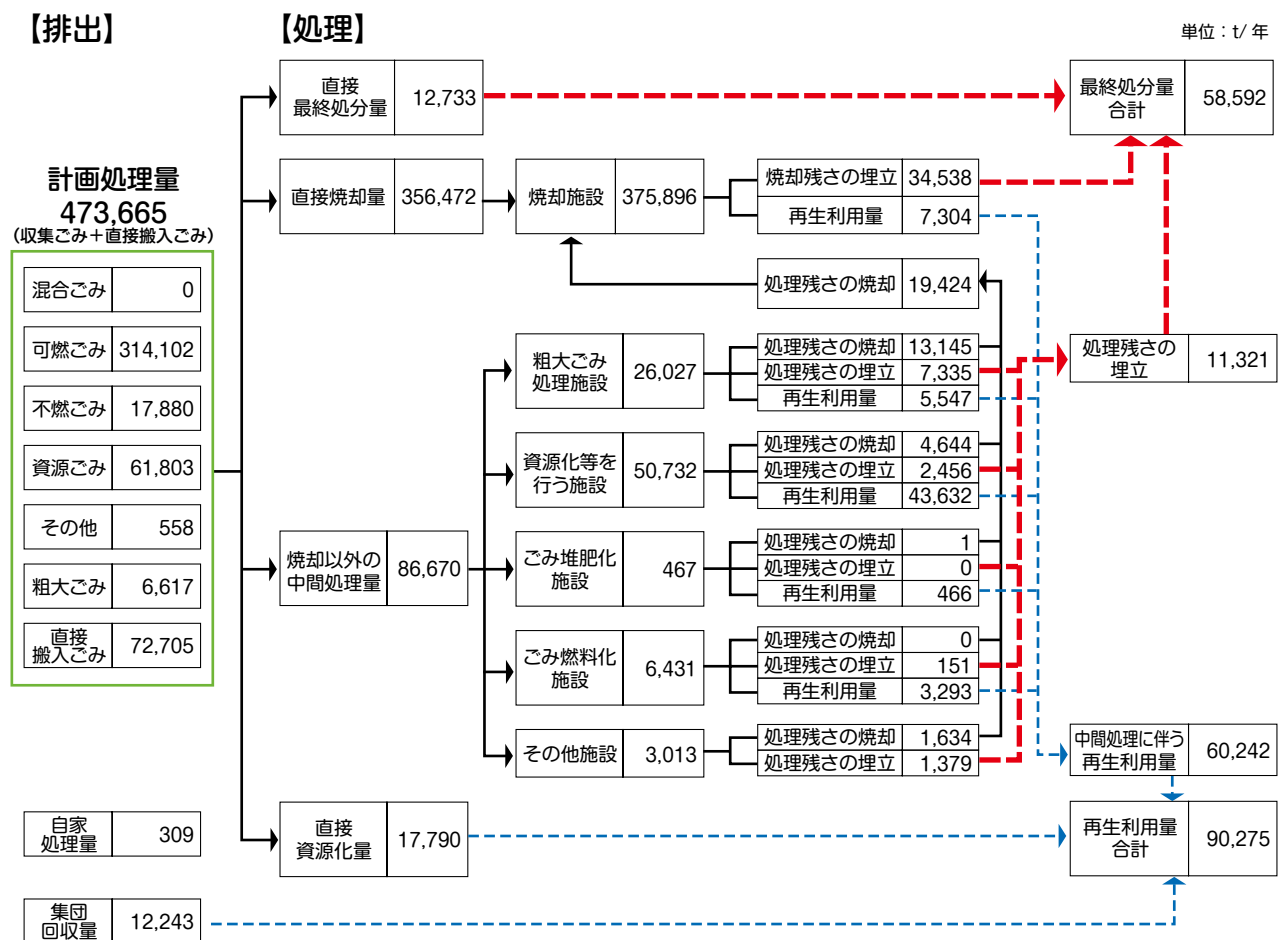 【排出】
【処理】
単位:t/ 年
計画処理量
473,665
(収集ごみ+直接搬入ごみ)
混合ごみ 0
可燃ごみ 314,102
不燃ごみ 17,880
資源ごみ 61,803
その他 558
粗大ごみ 6,617
直接
搬入ごみ 72,705
自家
処理量 309
集団
回収量 12,243
直接
最終処分量 12,733
直接焼却量 356,472
焼却以外の
中間処理量 86,670
直接
資源化量 17,790
焼却施設 375,896
焼却残さの埋立 34,538
再生利用量 7,304
処理残さの焼却 19,424
粗大ごみ
処理施設 26,027
処理残さの焼却 13,145
処理残さの埋立 7,335
再生利用量 5,547
資源化等を
行う施設 50,732
処理残さの焼却 4,644
処理残さの埋立 2,456
再生利用量 43,632
ごみ堆肥化
施設 467
処理残さの焼却 1
処理残さの埋立 0
再生利用量 466
ごみ燃料化
施設 6,431
処理残さの焼却 0
処理残さの埋立 151
再生利用量 3,293
その他施設 3,013
処理残さの焼却 1,634
処理残さの埋立 1,379
最終処分量
合計 58,592
処理残さの
埋立 11,321
中間処理に伴う
再生利用量 60,242
再生利用量
合計 90,275